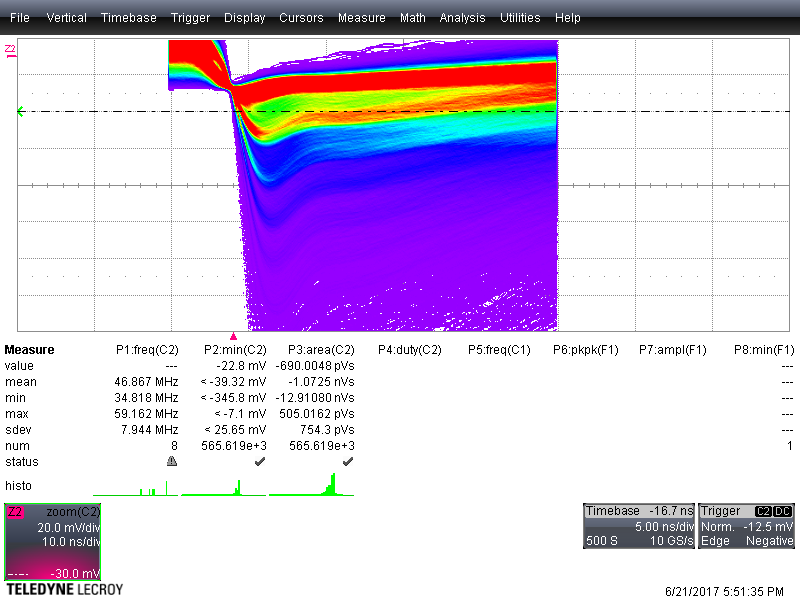 File Vertical Timebase Trigger Display Cursors Measure Math Analysis Utilities Help
Z2
Measure P1:freq(C2) P2:min(C2) P3:area(C2) P4:duty(C2) P5:freq(C1) P6:pkpk(F1) P7:ampl(F1) P8:min(F1)
value --- -22.8 mV -690.0048 pVs ---
mean 46.867 MHz < -39.32 mV -1.0725 nVs ---
min 34.818 MHz < -345.8 mV -12.91080 nVs ---
max 59.162 MHz < -7.1 mV 505.0162 pVs ---
sdev 7.944 MHz < 25.65 mV 754.3 pVs ---
num 8 565.619e+3 565.619e+3 1
status
histo
Z2 zoom(C2)
20.0 mV/div
10.0 ns/div
-30.0 mV
Timebase -16.7 ns
5.00 ns/div
500 S 10 GS/s
Trigger C2 DC
Norm. -12.5 mV
Edge Negative
TELEDYNE LECROY
6/21/2017 5:51:35 PM